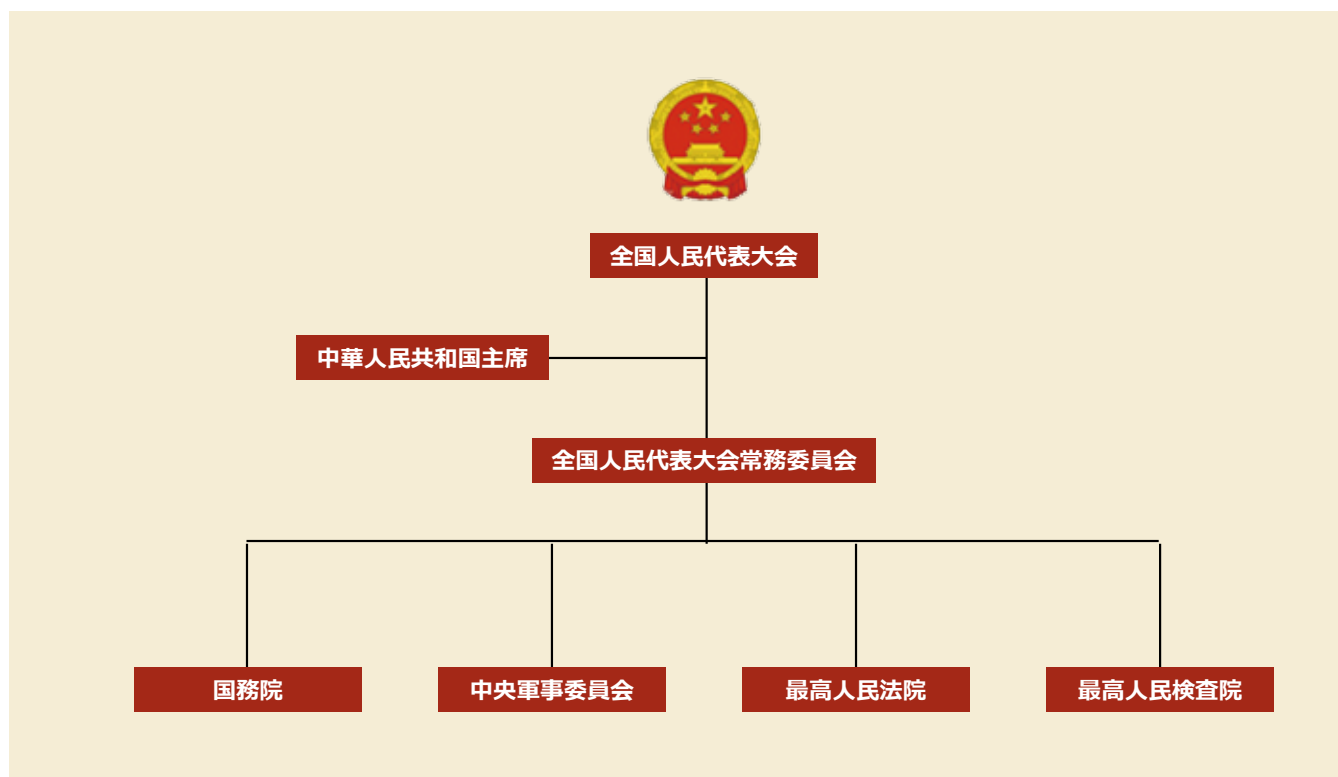 全国人民代表大会
中華人民共和国主席
全国人民代表大会常務委員会
国務院
中央軍事委員会
最高人民法院
最高人民検査院